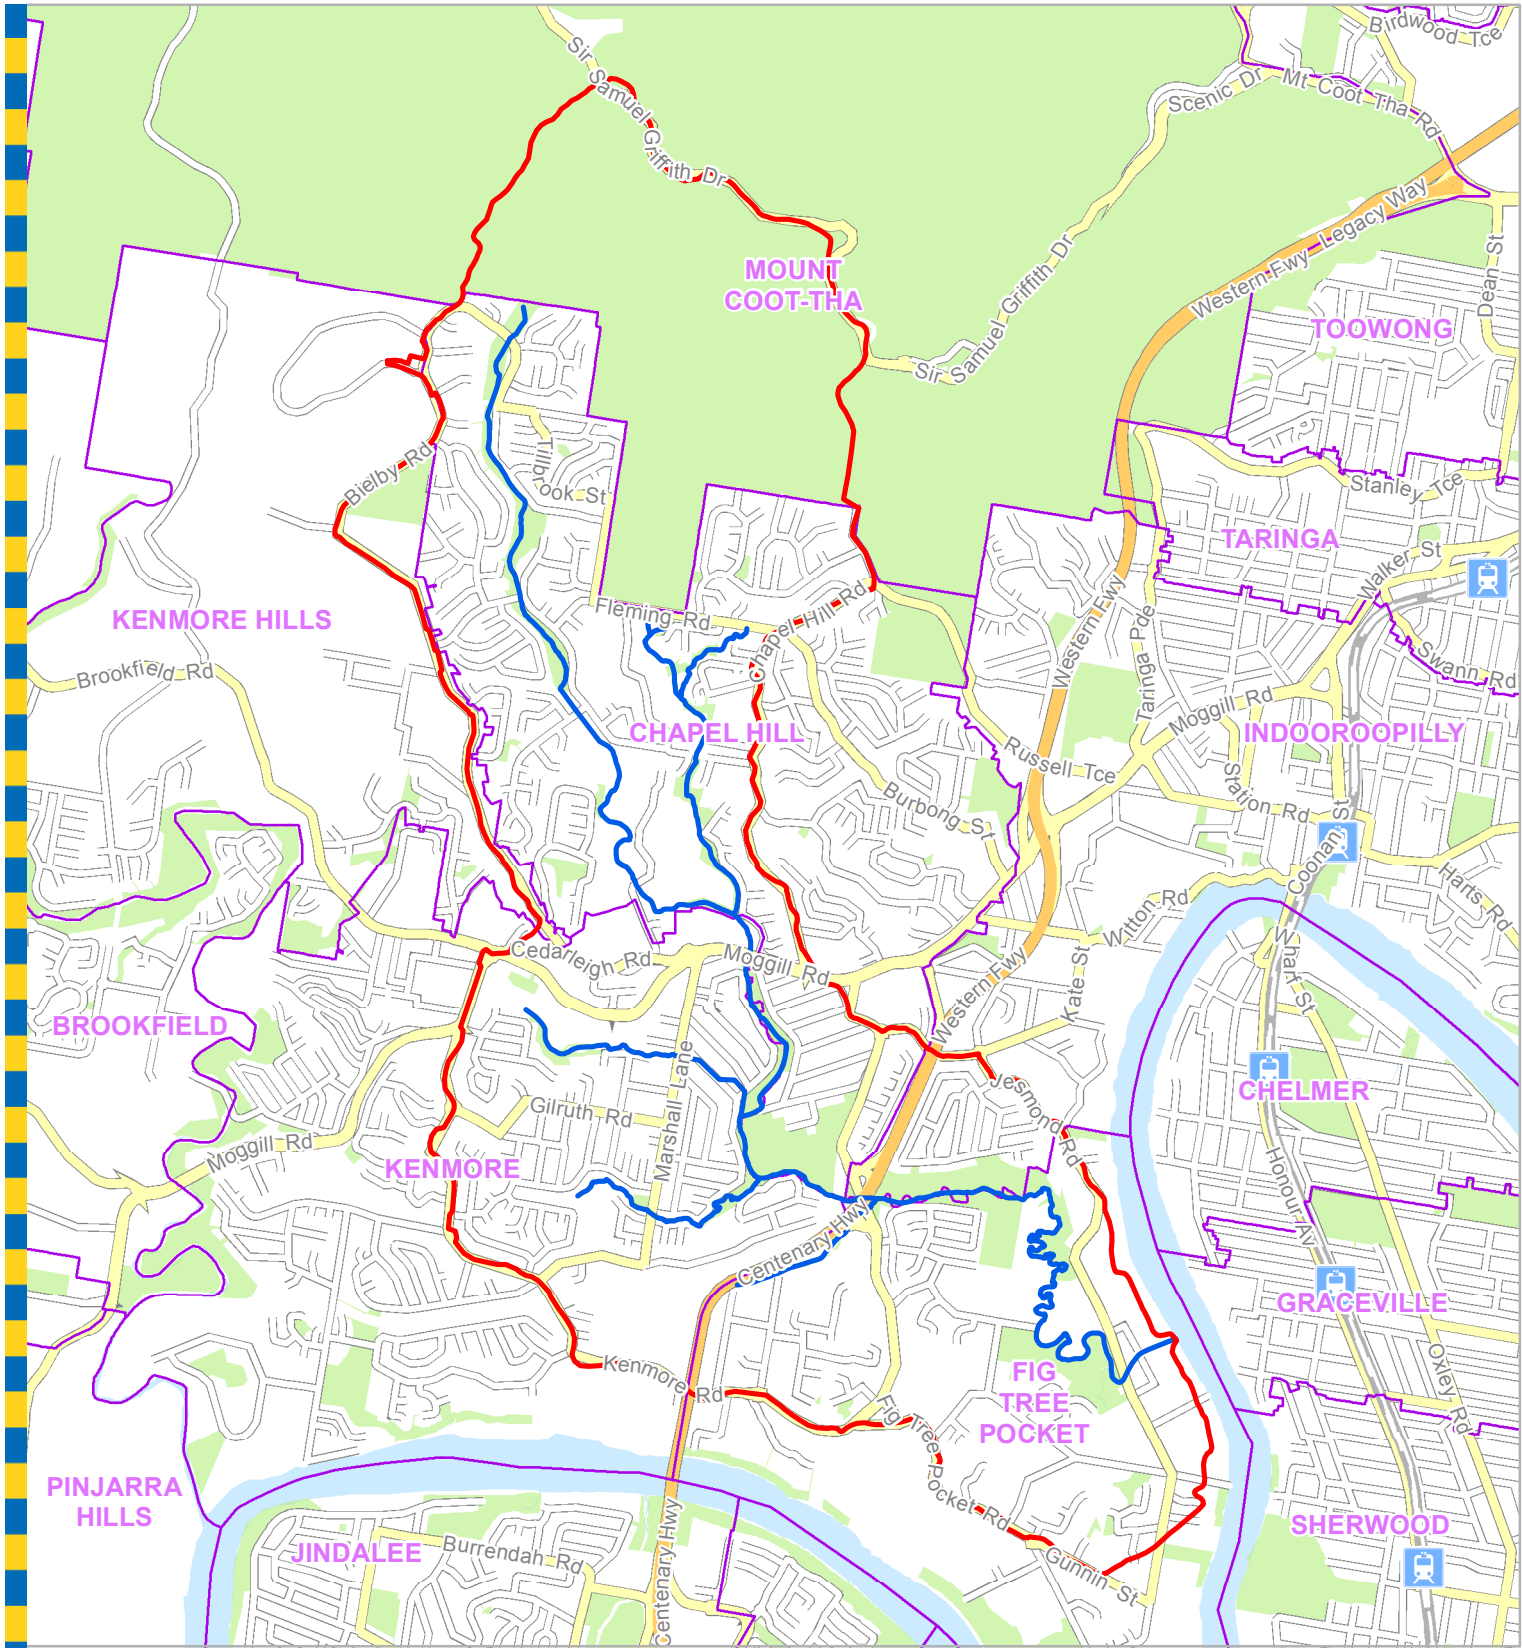 Birdwood Tce
Sir Samuel Griffith Dr
Scenic Dr
Mt Coot Tha Rd
Legacy Way
Western Fwy
Dean St
MOUNT
COOT-THA
Sir Samuel Griffith Dr
TOOWONG
Bielby Rd
Tillbrook St
Stanley Tce
TARINGA
Walker St
KENMORE HILLS
Fleming Rd
Chapel Hill Rd
Western Fwy
Taringa Pde
Swann Rd
Brookfield Rd
Moggill Rd
CHAPEL HILL
INDOOROOPILLY
Russell Tce
Burbong St
Station Rd
Coonan St
Harts Rd
Witton Rd
Cedarleigh Rd
Moggill Rd
Western Fwy
Kate St
Wharf St
BROOKFIELD
Marshall Lane
Jesmond Rd
CHELMER
Gilruth Rd
Moggill Rd
KENMORE
Honour Av
Centenary Hwy
GRACEVILLE
Kenmore Rd
FIG
TREE
POCKET
Oxley Rd
Fig Tree Pocket Rd
PINJARRA
HILLS
SHERWOOD
JINDALEE
Burrendah Rd
Centenary Hwy
Gunnin St